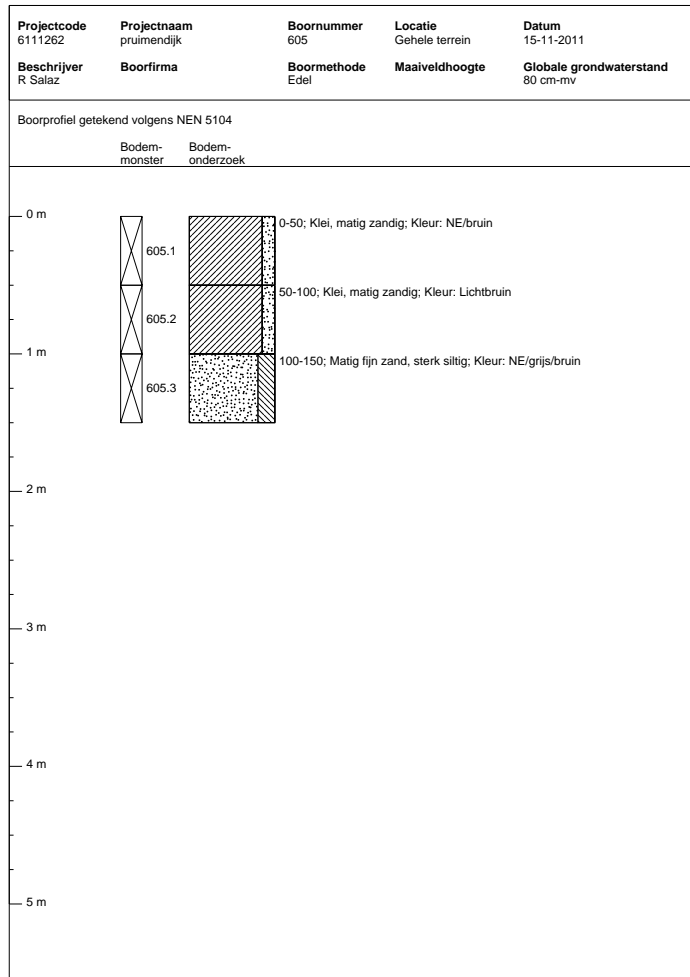 Projectcode Projectnaam Boornummer Locatie Datum
6111262 pruimendijk 605 Gehele terrein 15-11-2011
Beschrijver Boorfirma Boormethode Maaiveldhoogte Globale grondwaterstand
R Salaz Edel 80 cm-mv
Boorprofiel getekend volgens NEN 5104
Bodem- Bodem-
monster onderzoek
0 m
0-50; Klei, matig zandig; Kleur: NE/bruin
605.1
50-100; Klei, matig zandig; Kleur: Lichtbruin
605.2
1 m
100-150; Matig fijn zand, sterk siltig; Kleur: NE/grijs/bruin
605.3
2 m
3 m
4 m
5 m